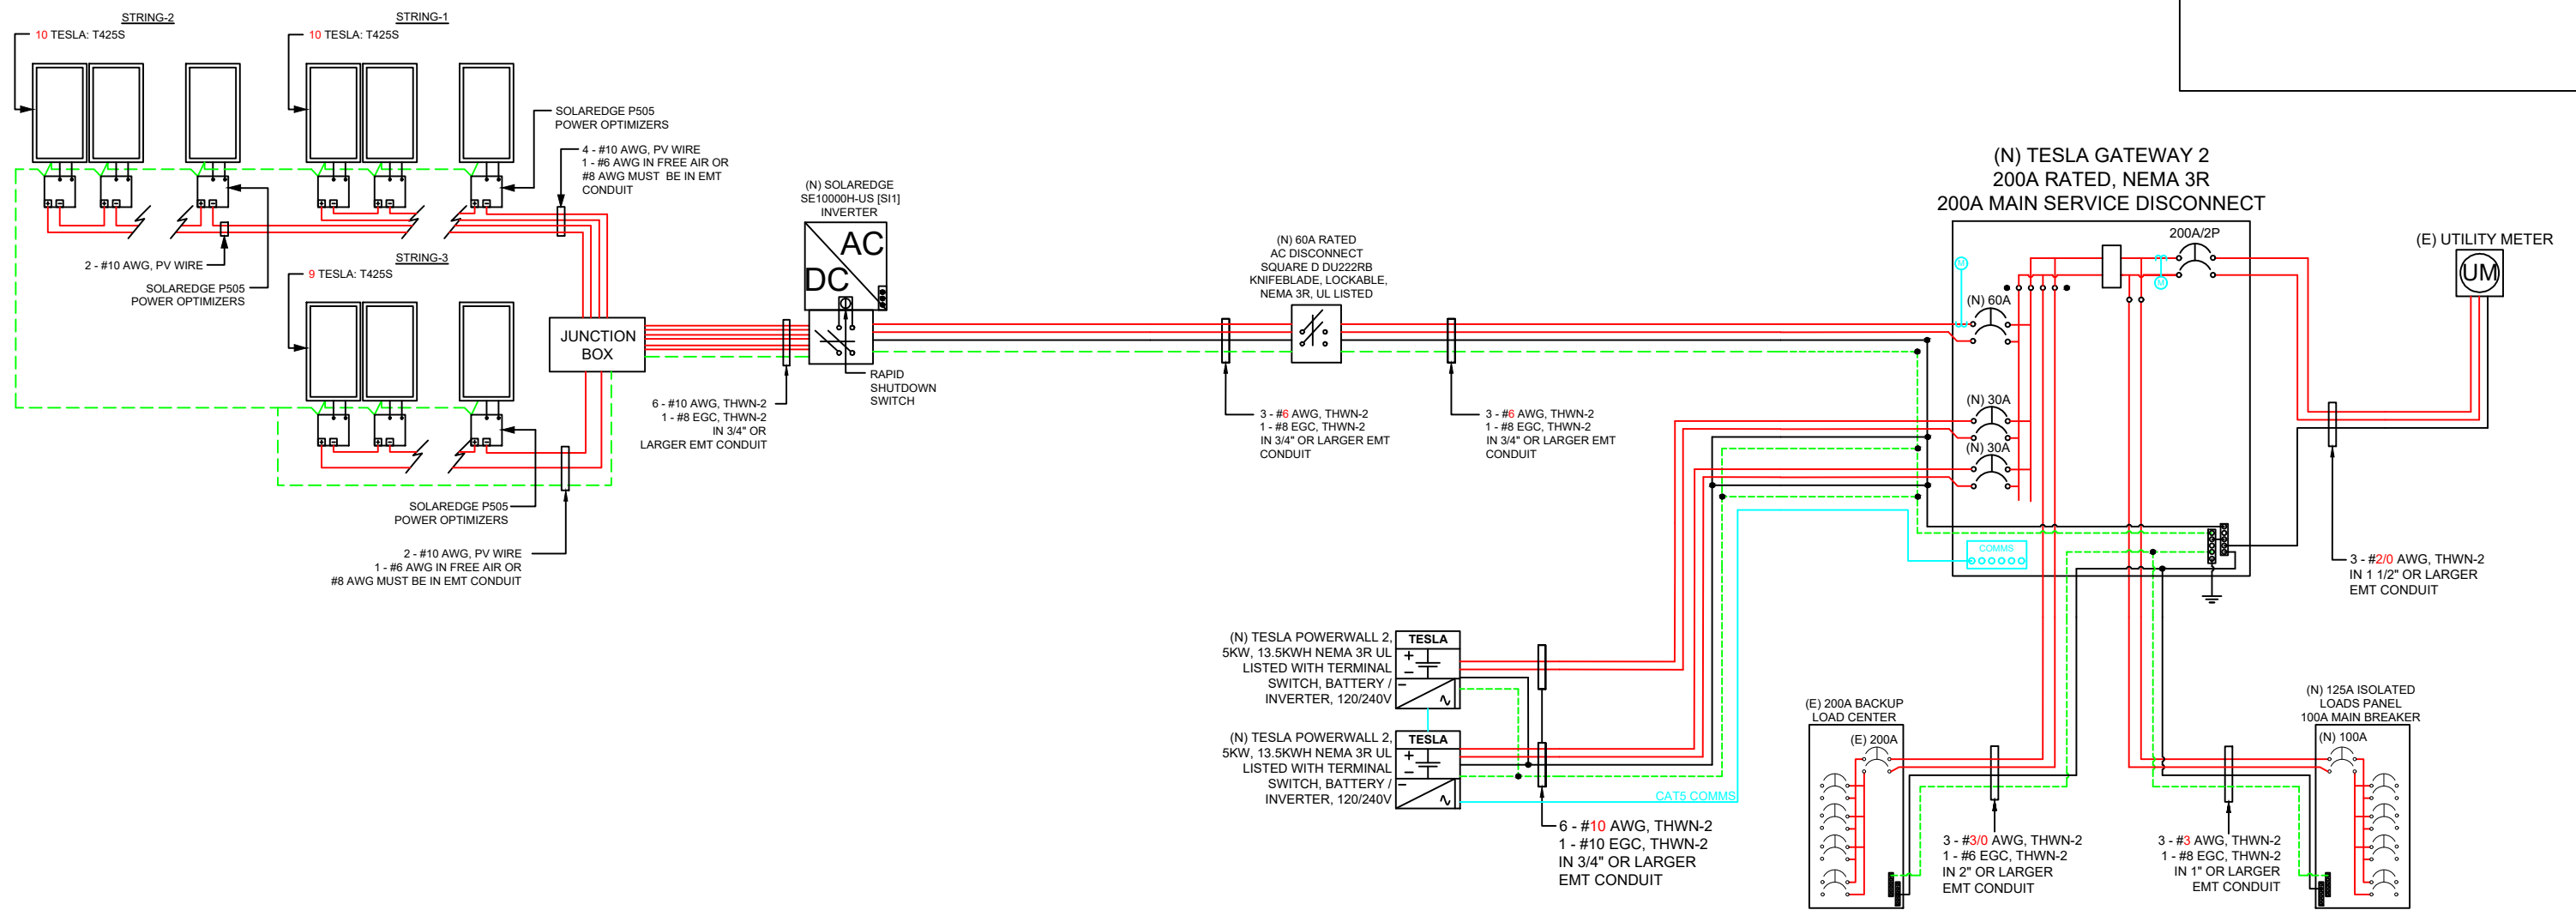 STRING-2
10 TESLA: T425S
STRING-1
10 TESLA: T425S
SOLAREDGE P505
POWER OPTIMIZERS
4 - #10 AWG, PV WIRE
1 - #6 AWG IN FREE AIR OR
#8 AWG MUST BE IN EMT
CONDUIT
2 - #10 AWG, PV WIRE
SOLAREDGE P505
POWER OPTIMIZERS
STRING-3
9 TESLA: T425S
JUNCTION
BOX
SOLAREDGE P505
POWER OPTIMIZERS
2 - #10 AWG, PV WIRE
1 - #6 AWG IN FREE AIR OR
#8 AWG MUST BE IN EMT CONDUIT
(N) SOLAREDGE
SE10000H-US [SI1]
INVERTER
AC
DC
RAPID
SHUTDOWN
SWITCH
6 - #10 AWG, THWN-2
1 - #8 EGC, THWN-2
IN 3/4" OR
LARGER EMT CONDUIT
(N) 60A RATED
AC DISCONNECT
SQUARE D DU222RB
KNIFEBLADE, LOCKABLE,
NEMA 3R, UL LISTED
3 - #6 AWG, THWN-2
1 - #8 EGC, THWN-2
IN 3/4" OR LARGER EMT
CONDUIT
3 - #6 AWG, THWN-2
1 - #8 EGC, THWN-2
IN 3/4" OR LARGER EMT
CONDUIT
(N) TESLA GATEWAY 2
200A RATED, NEMA 3R
200A MAIN SERVICE DISCONNECT
200A/2P
M
M
(N) 60A
(N) 30A
(N) 30A
COMMS
(E) UTILITY METER
UM
3 - #2/0 AWG, THWN-2
IN 1 1/2" OR LARGER
EMT CONDUIT
(N) TESLA POWERWALL 2,
5KW, 13.5KWH NEMA 3R UL
LISTED WITH TERMINAL
SWITCH, BATTERY /
INVERTER, 120/240V
TESLA
(N) TESLA POWERWALL 2,
5KW, 13.5KWH NEMA 3R UL
LISTED WITH TERMINAL
SWITCH, BATTERY /
INVERTER, 120/240V
TESLA
CAT5 COMMS
6 - #10 AWG, THWN-2
1 - #10 EGC, THWN-2
IN 3/4" OR LARGER
EMT CONDUIT
(E) 200A BACKUP
LOAD CENTER
(E) 200A
3 - #3/0 AWG, THWN-2
1 - #6 EGC, THWN-2
IN 2" OR LARGER
EMT CONDUIT
(N) 125A ISOLATED
LOADS PANEL
100A MAIN BREAKER
(N) 100A
3 - #3 AWG, THWN-2
1 - #8 EGC, THWN-2
IN 1" OR LARGER
EMT CONDUIT